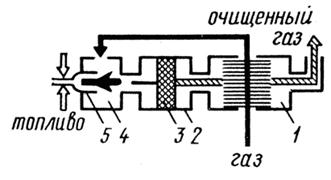 очищенный
газ
топливо
5 4 3 2 1
газ